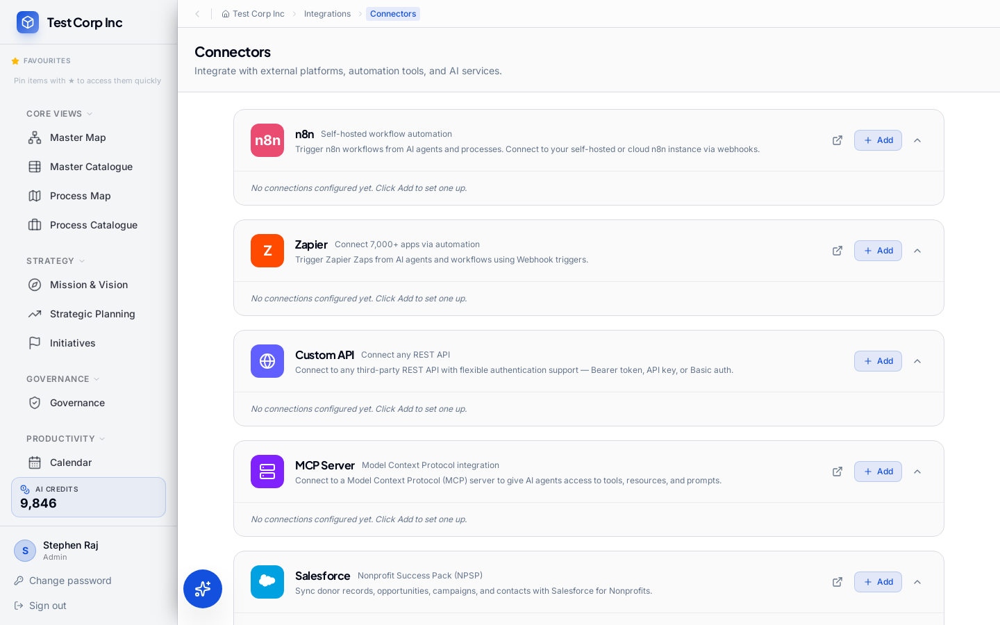 Test Corp Inc
FAVOURITES
Pin items with ★ to access them quickly
CORE VIEWS
Master Map
Master Catalogue
Process Map
Process Catalogue
STRATEGY
Mission & Vision
Strategic Planning
Initiatives
GOVERNANCE
Governance
PRODUCTIVITY
Calendar
AI CREDITS
9,846
S
Stephen Raj
Admin
Change password
Sign out
Test Corp Inc Integrations Connectors
Connectors
Integrate with external platforms, automation tools, and AI services.
n8n
n8n Self-hosted workflow automation
Trigger n8n workflows from AI agents and processes. Connect to your self-hosted or cloud n8n instance via webhooks.
Add
No connections configured yet. Click Add to set one up.
Z
Zapier Connect 7,000+ apps via automation
Trigger Zapier Zaps from AI agents and workflows using Webhook triggers.
Add
No connections configured yet. Click Add to set one up.
Custom API Connect any REST API
Connect to any third-party REST API with flexible authentication support — Bearer token, API key, or Basic auth.
Add
No connections configured yet. Click Add to set one up.
MCP Server Model Context Protocol integration
Connect to a Model Context Protocol (MCP) server to give AI agents access to tools, resources, and prompts.
Add
No connections configured yet. Click Add to set one up.
Salesforce Nonprofit Success Pack (NPSP)
Sync donor records, opportunities, campaigns, and contacts with Salesforce for Nonprofits.
Add